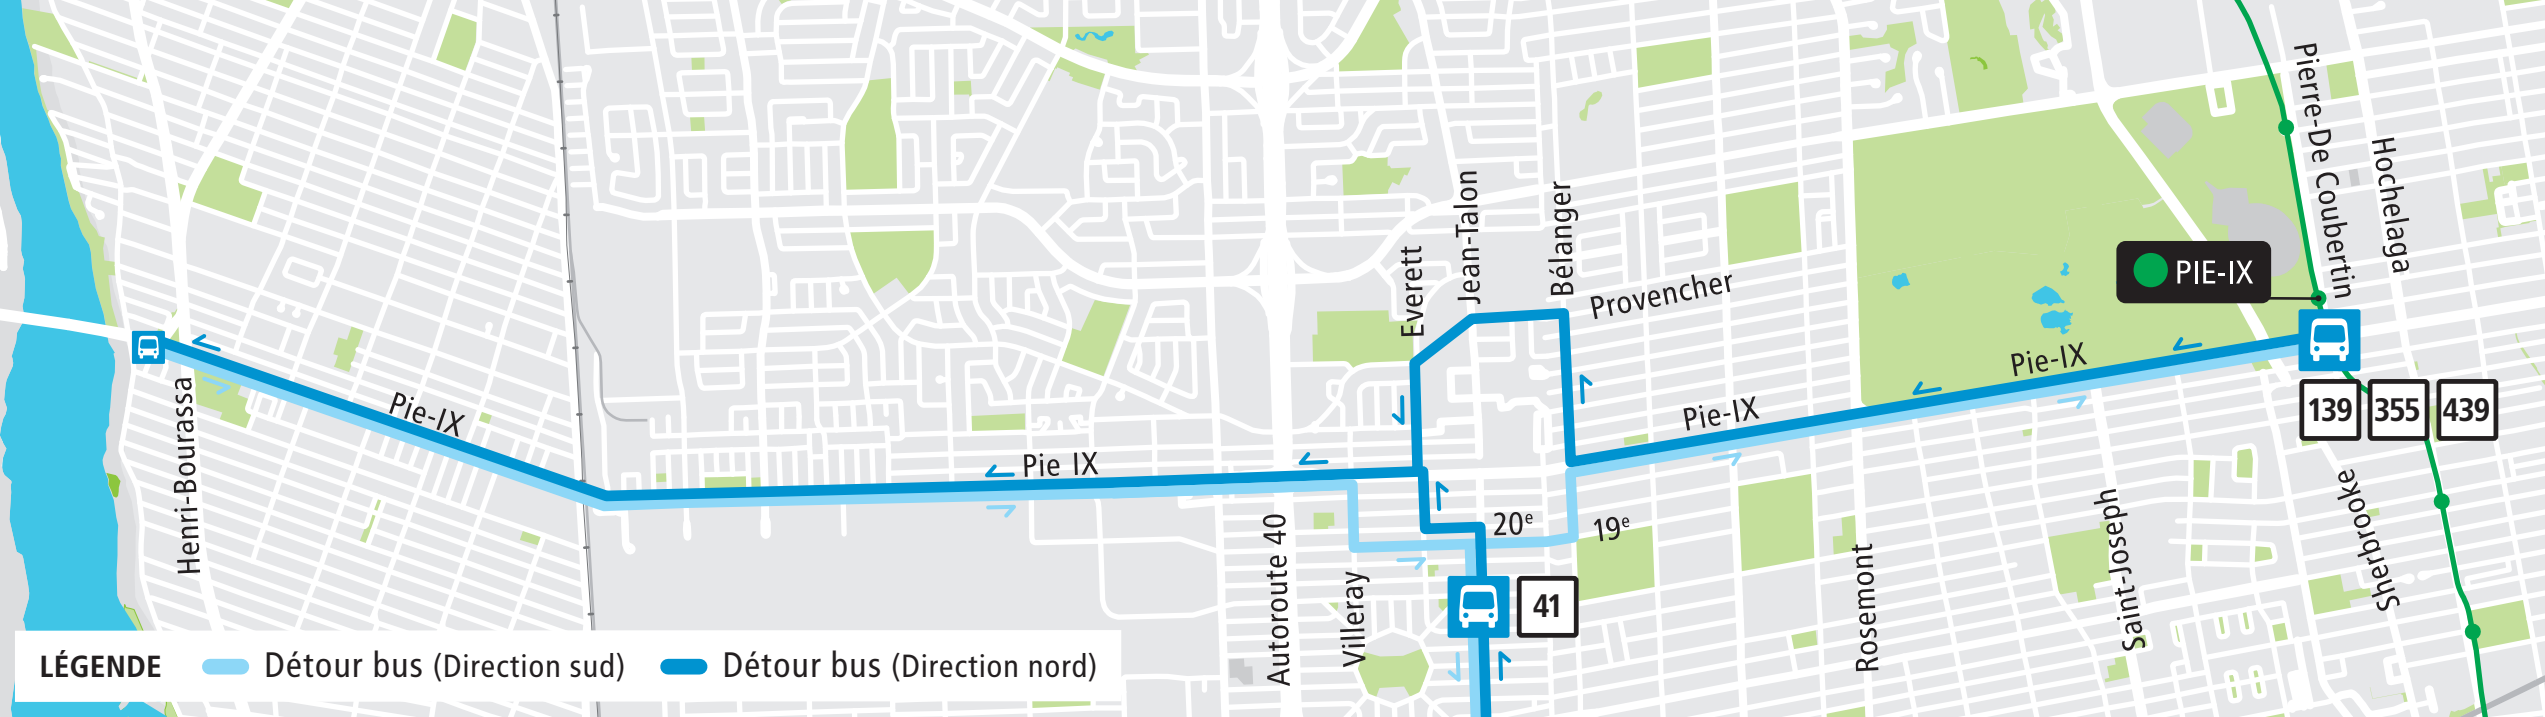 Pierre-De Coubertin
Hochelaga
PIE-IX
Jean-Talon
Bélanger
Everett
Provencher
Pie-IX
Pie-IX
Pie-IX
Pie IX
139
355
439
Henri-Bourassa
20e
19e
Autoroute 40
Villeray
41
Rosemont
Saint-Joseph
Sherbrooke
LÉGENDE
Détour bus (Direction sud)
Détour bus (Direction nord)